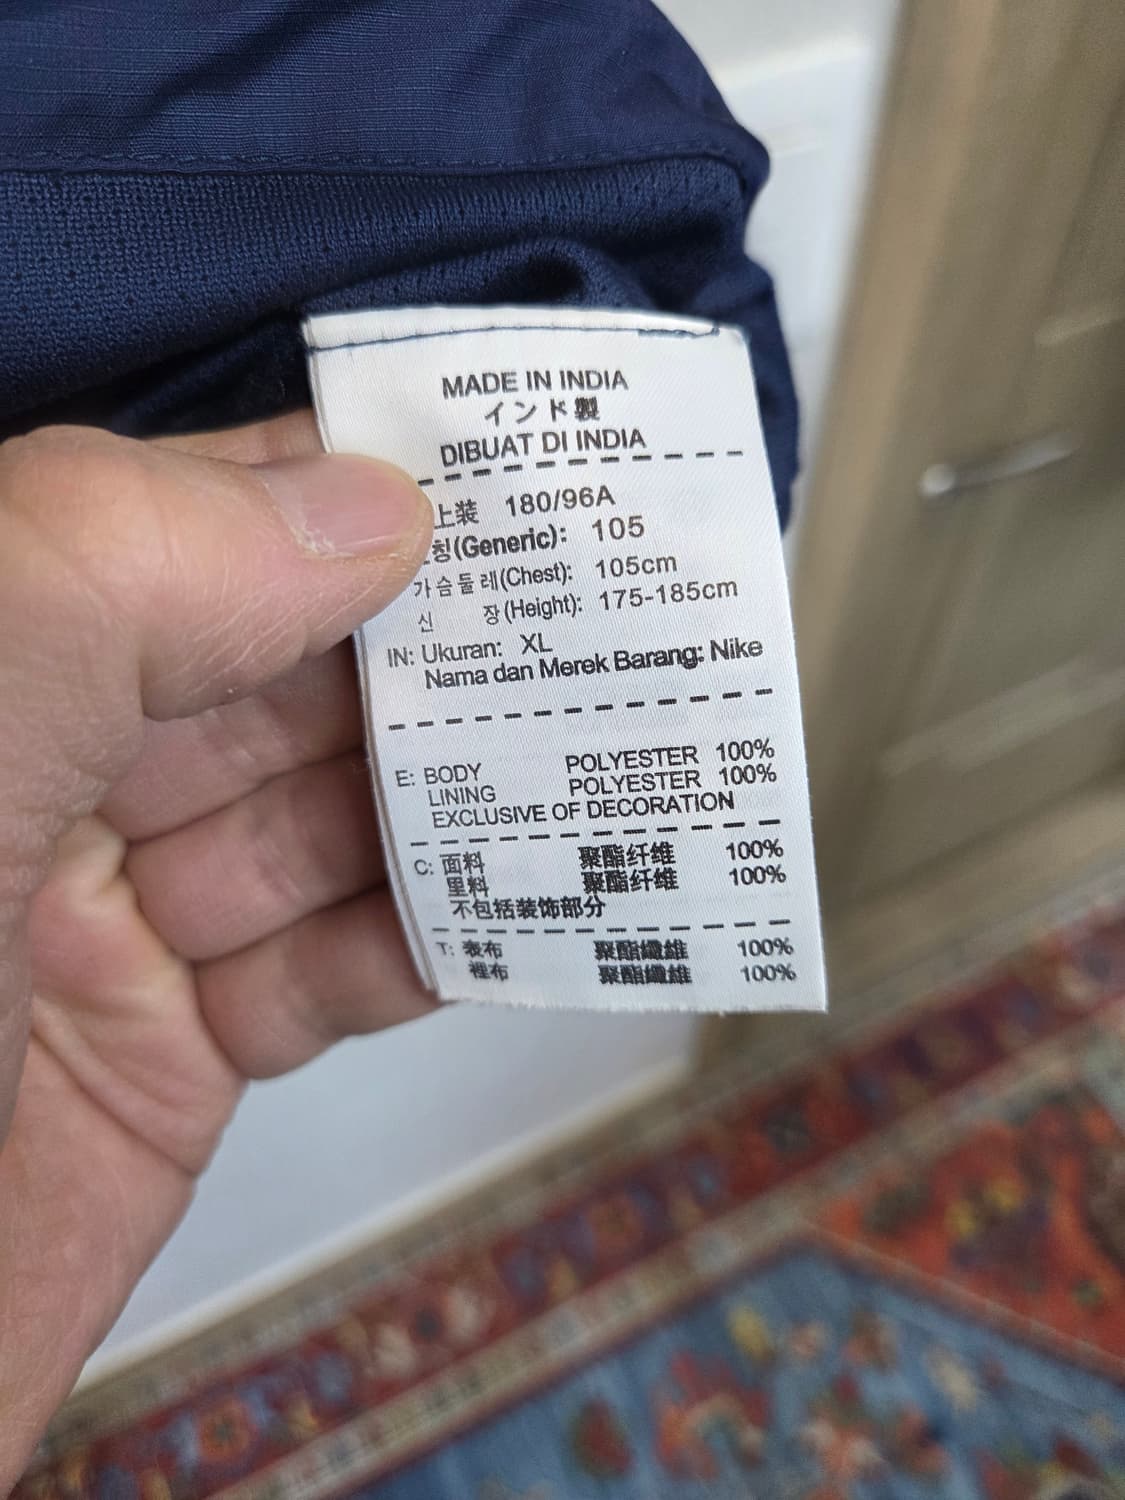 MADE IN INDIA
インド製
DIBUAT DI INDIA
上装 180/96A
칭(Generic): 105
가슴둘레(Chest): 105cm
신 장(Height): 175-185cm
IN: Ukuran: XL
Nama dan Merek Barang: Nike
E: BODY POLYESTER 100%
LINING POLYESTER 100%
EXCLUSIVE OF DECORATION
C: 面料 聚酯纤维 100%
里料 聚酯纤维 100%
不包括装饰部分
T: 表布 聚酯纖維 100%
裡布 聚酯纖維 100%